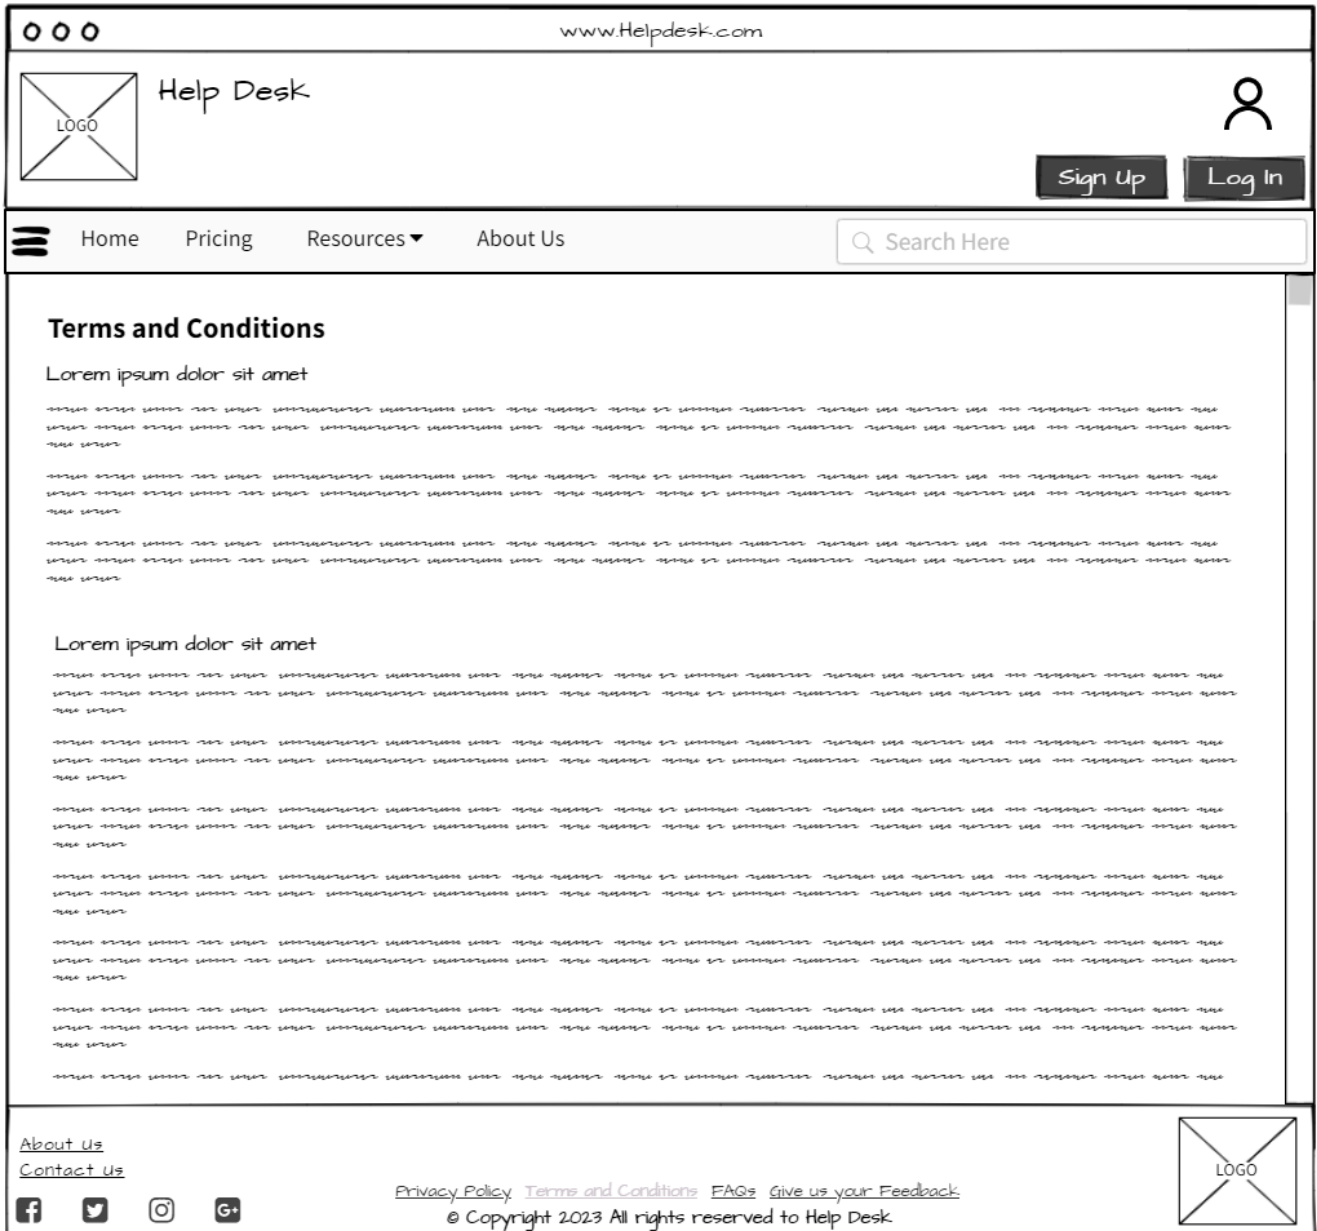 www.Helpdesk.com
LOGO
Help Desk
Sign Up
Log In
Home
Pricing
Resources
About Us
Search Here
Terms and Conditions
Lorem ipsum dolor sit amet
Lorem ipsum dolor sit amet
About Us
Contact Us
LOGO
Privacy Policy Terms and Conditions FAQs Give us your Feedback
© Copyright 2023 All rights reserved to Help Desk